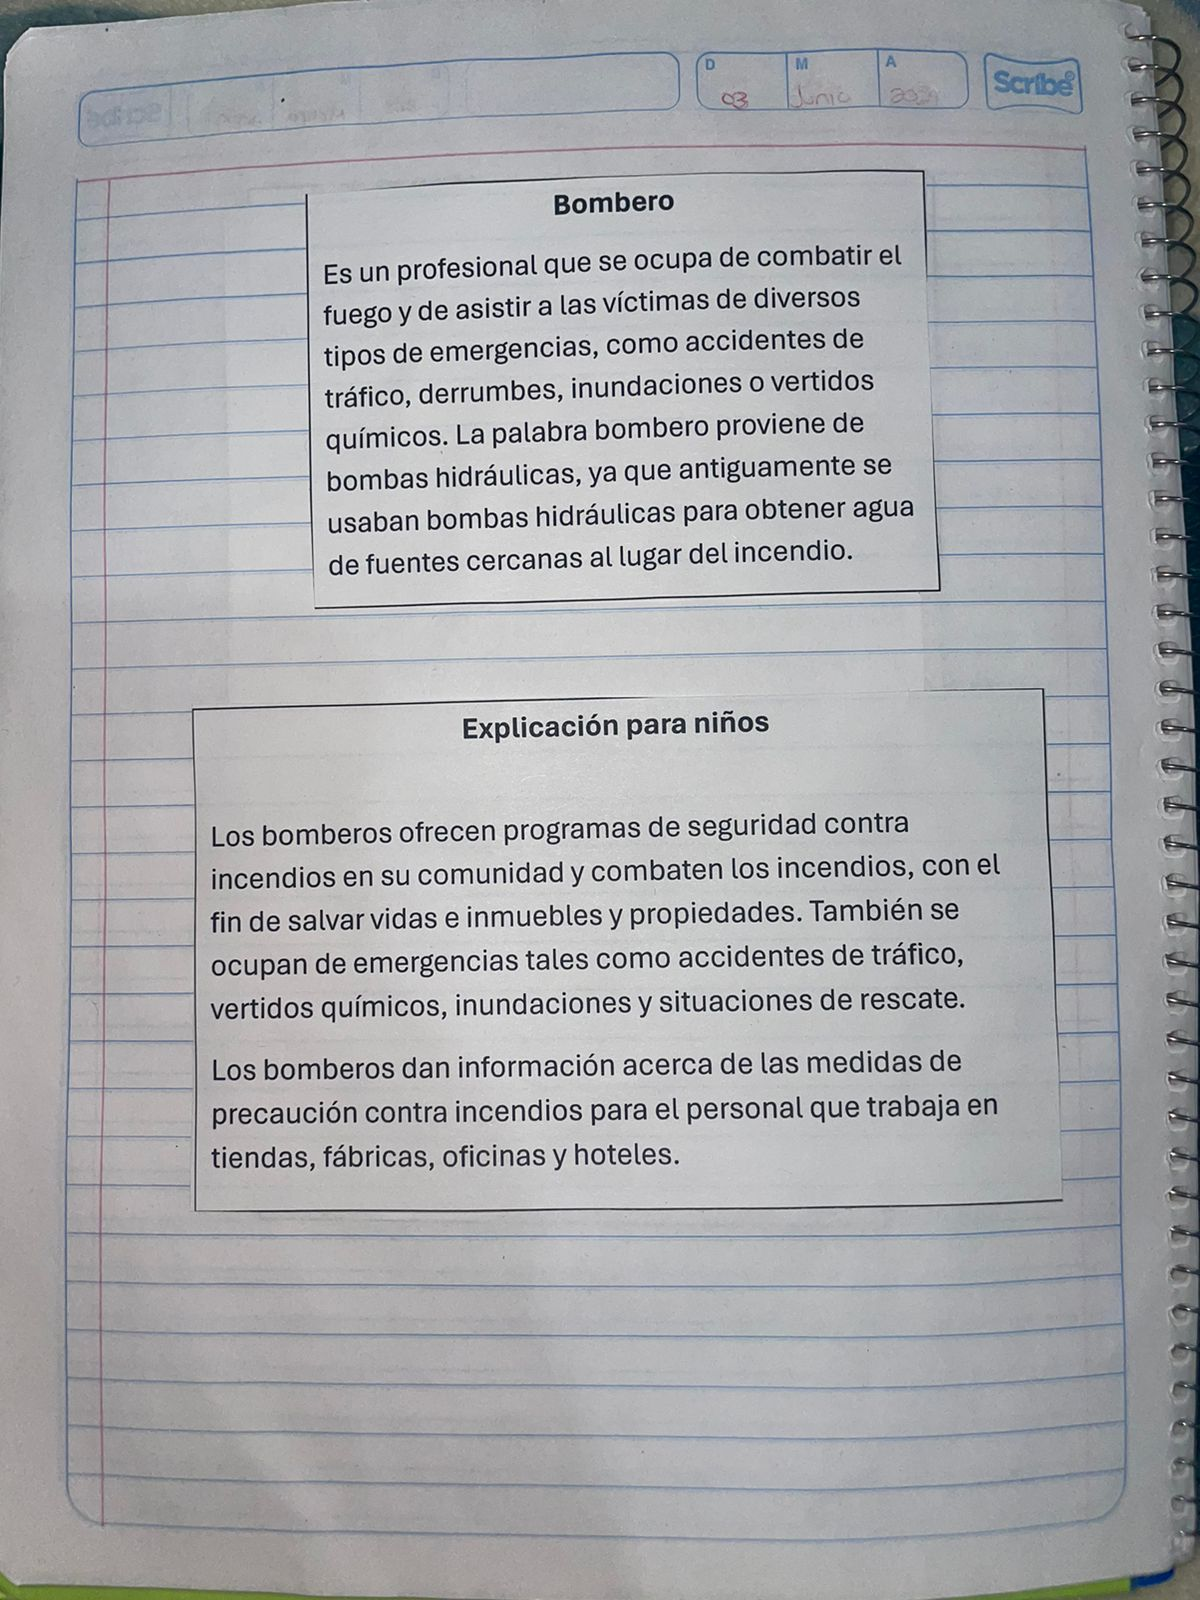 D M A
03 Junio
Scribe
Bombero
Es un profesional que se ocupa de combatir el
fuego y de asistir a las víctimas de diversos
tipos de emergencias, como accidentes de
tráfico, derrumbes, inundaciones o vertidos
químicos. La palabra bombero proviene de
bombas hidráulicas, ya que antiguamente se
usaban bombas hidráulicas para obtener agua
de fuentes cercanas al lugar del incendio.
Explicación para niños
Los bomberos ofrecen programas de seguridad contra
incendios en su comunidad y combaten los incendios, con el
fin de salvar vidas e inmuebles y propiedades. También se
ocupan de emergencias tales como accidentes de tráfico,
vertidos químicos, inundaciones y situaciones de rescate.
Los bomberos dan información acerca de las medidas de
precaución contra incendios para el personal que trabaja en
tiendas, fábricas, oficinas y hoteles.